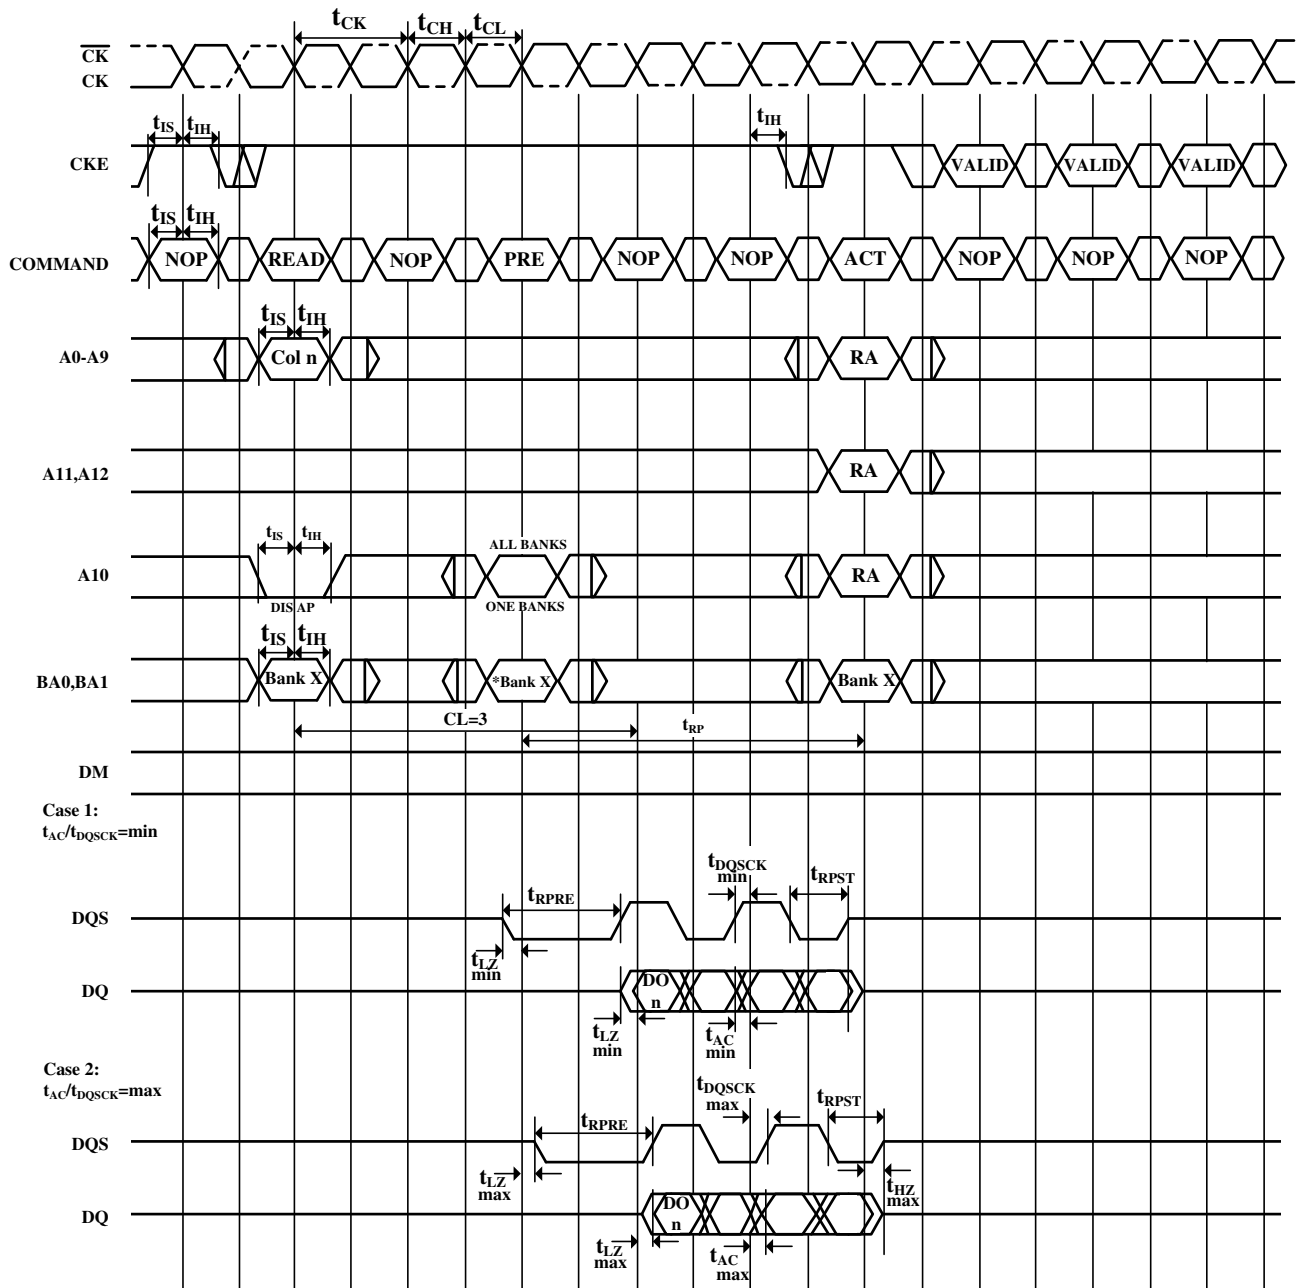 tCK tCH tCL
CK
CK
tIS tIH tIH
CKE VALID VALID VALID
tIS tIH
COMMAND NOP READ NOP PRE NOP NOP ACT NOP NOP NOP
tIS tIH
A0-A9 Col n RA
A11,A12 RA
tIS tIH ALL BANKS
A10 RA
DIS AP ONE BANKS
tIS tIH
BA0,BA1 Bank X *Bank X Bank X
CL=3 tRP
DM
Case 1:
tAC/tDQSCK=min
tDQSCK
min
tRPST
tRPRE
DQS
tLZ
min
DQ DO
n
tLZ
min
tAC
min
Case 2:
tAC/tDQSCK=max
tDQSCK
max
tRPST
tRPRE
DQS
tLZ
max
tHZ
max
DQ DO
n
tLZ
max
tAC
max